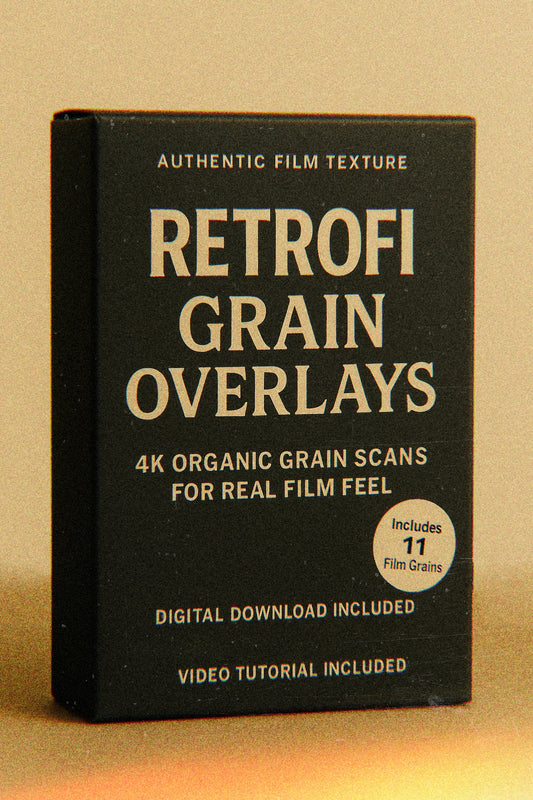 AUTHENTIC FILM TEXTURE
RETROFI
GRAIN
OVERLAYS
4K ORGANIC GRAIN SCANS
FOR REAL FILM FEEL
Includes
11
Film Grains
DIGITAL DOWNLOAD INCLUDED
VIDEO TUTORIAL INCLUDED